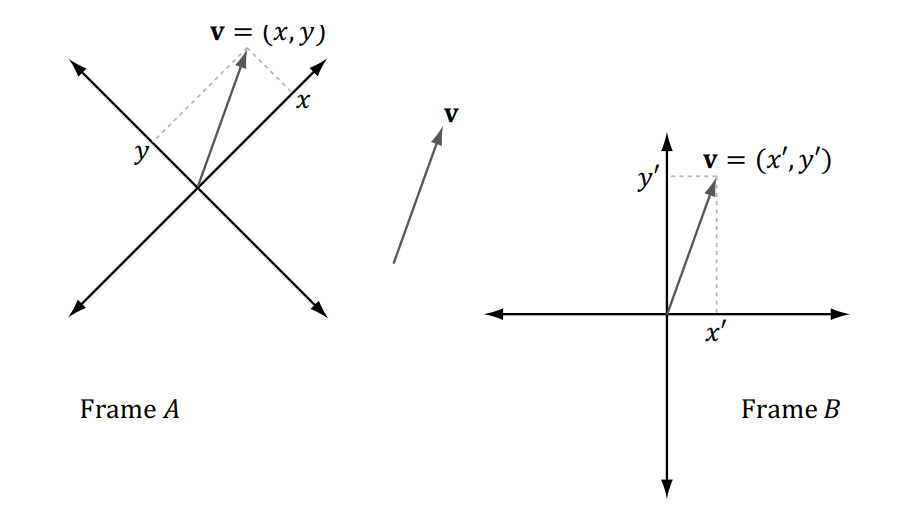 𝐯 = (𝑥, 𝑦)
𝑥
𝑦
𝐯
𝐯 = (𝑥′, 𝑦′)
𝑦′
𝑥′
Frame 𝐴
Frame 𝐵